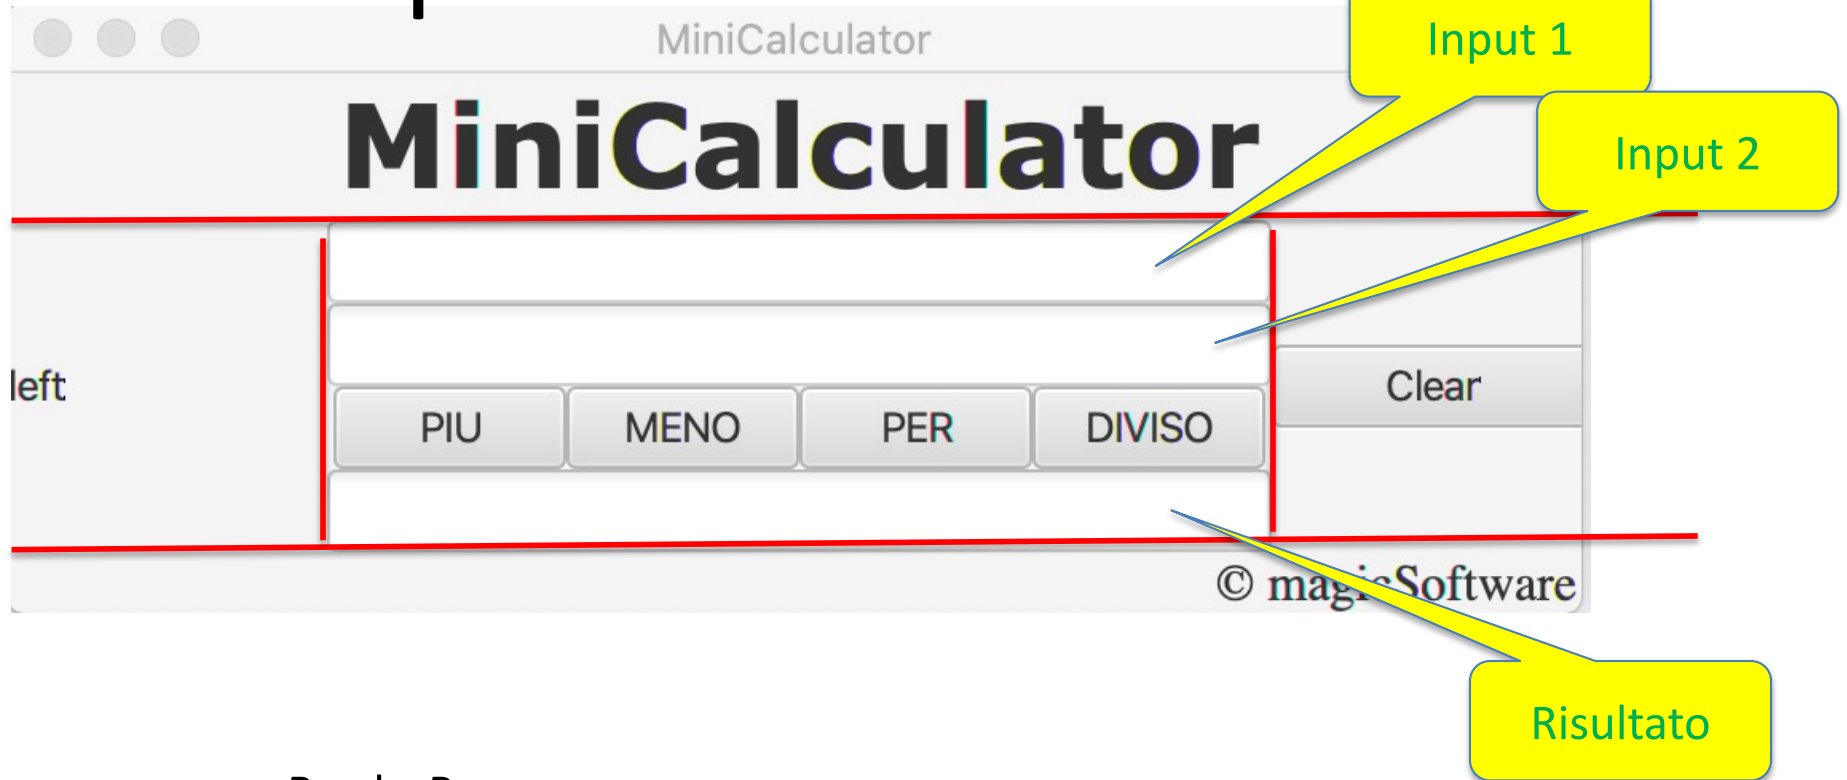 MiniCalculator
Input 1
MiniCalculator
Input 2
left
Clear
PIU MENO PER DIVISO
© magicSoftware
Risultato